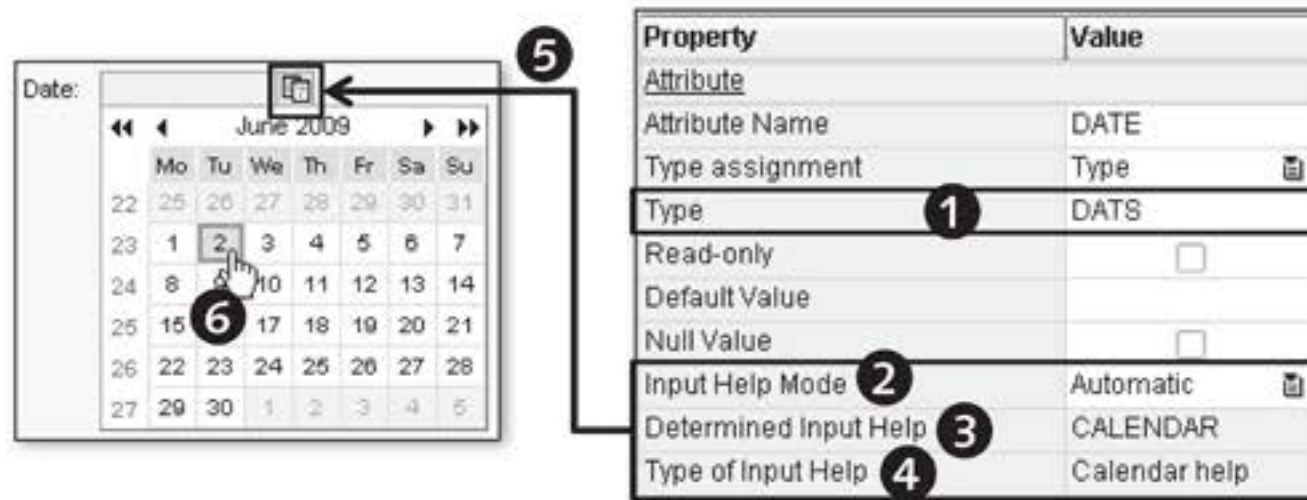 5
Date:
June 2009
Mo Tu We Th Fr Sa Su
22 25 26 27 28 29 30 31
23 1 2 3 4 5 6 7
24 8 9 10 11 12 13 14
25 15 17 18 19 20 21
6
26 22 23 24 25 26 27 28
27 29 30 1 2 3 4 5
Property Value
Attribute
Attribute Name DATE
Type assignment Type
Type 1 DATS
Read-only
Default Value
Null Value
Input Help Mode 2 Automatic
Determined Input Help 3 CALENDAR
Type of Input Help 4 Calendar help